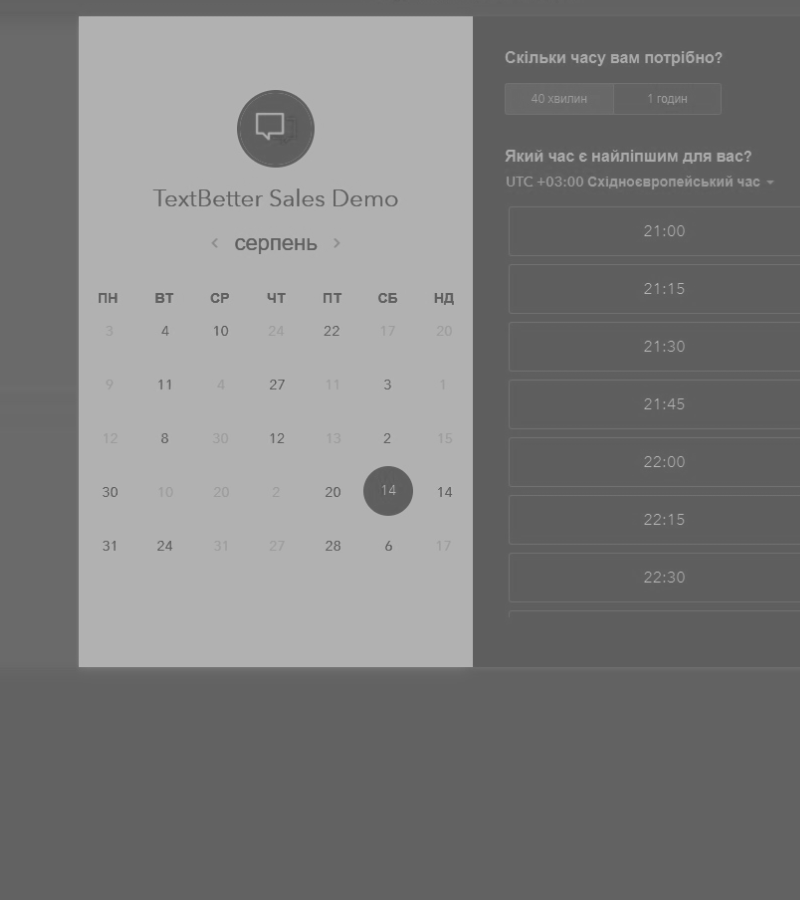 TextBetter Sales Demo
серпень
ПН ВТ СР ЧТ ПТ СБ НД
3 4 10 24 22 17 20
9 11 4 27 11 3 1
12 8 30 12 13 2 15
30 10 20 2 20 14 14
31 24 31 27 28 6 17
Скільки часу вам потрібно?
40 хвилин 1 годин
Який час є найліпшим для вас?
UTC +03:00 Східноєвропейський час
21:00
21:15
21:30
21:45
22:00
22:15
22:30